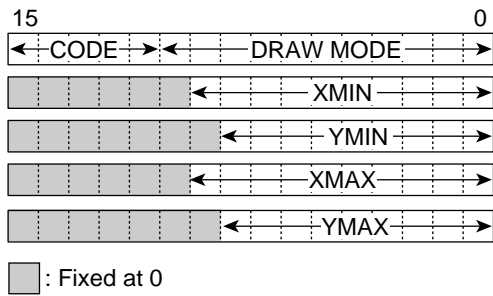 15 0
CODE DRAW MODE
XMIN
YMIN
XMAX
YMAX
: Fixed at 0